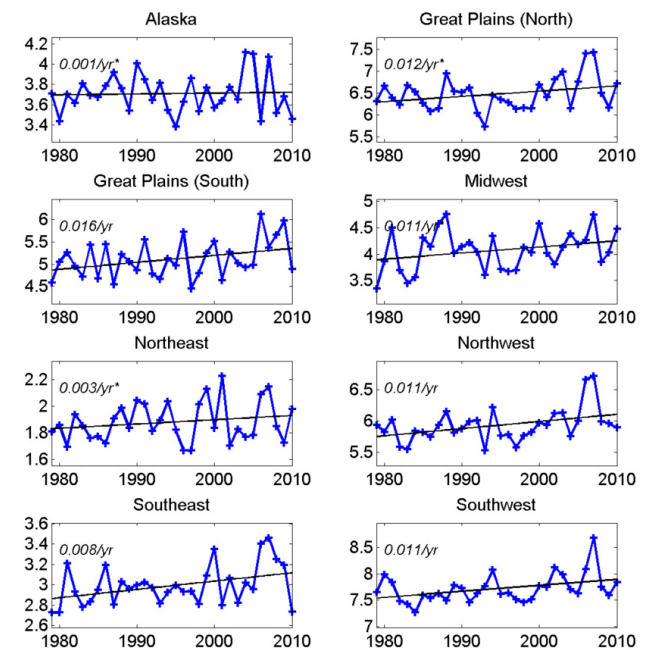 Alaska
4.2
4
3.8
3.6
3.4
0.001/yr*
1980 1990 2000 2010
Great Plains (North)
7.5
7
6.5
6
5.5
0.012/yr*
1980 1990 2000 2010
Great Plains (South)
6
5.5
5
4.5
0.016/yr
1980 1990 2000 2010
Midwest
5
4.5
4
3.5
0.011/yr
1980 1990 2000 2010
Northeast
2.2
2
1.8
1.6
0.003/yr*
1980 1990 2000 2010
Northwest
6.5
6
5.5
0.011/yr
1980 1990 2000 2010
Southeast
3.6
3.4
3.2
3
2.8
2.6
0.008/yr
1980 1990 2000 2010
Southwest
8.5
8
7.5
7
0.011/yr
1980 1990 2000 2010